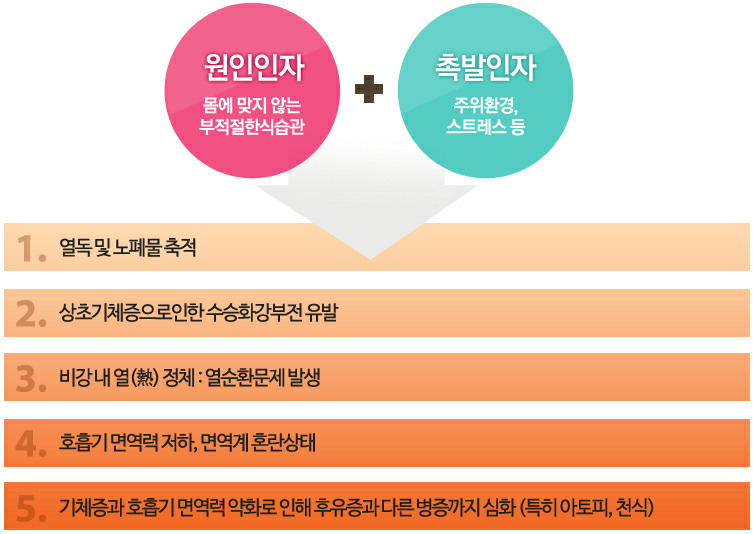 원인인자
몸에 맞지 않는
부적절한식습관
촉발인자
주위환경,
스트레스 등
1. 열독 및 노폐물 축적
2. 상초기체증으로인한 수승화강부전 유발
3. 비강 내 열(熱) 정체 : 열순환문제 발생
4. 호흡기 면역력 저하, 면역계 혼란상태
5. 기체증과 호흡기 면역력 약화로 인해 후유증과 다른 병증까지 심화 (특히 아토피, 천식)